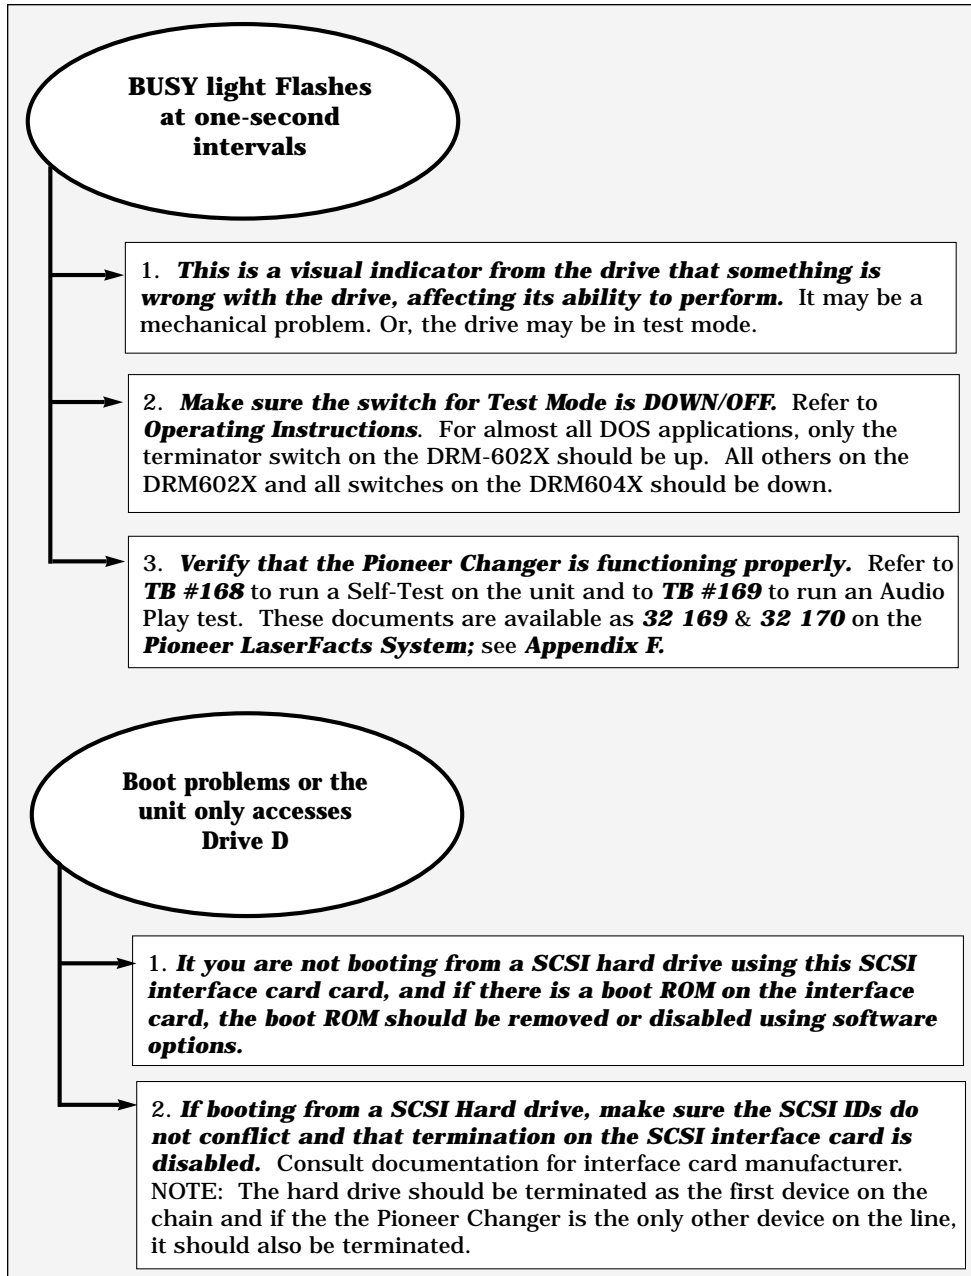 BUSY light Flashes
at one-second
intervals
1. This is a visual indicator from the drive that something is
wrong with the drive, affecting its ability to perform. It may be a
mechanical problem. Or, the drive may be in test mode.
2. Make sure the switch for Test Mode is DOWN/OFF. Refer to
Operating Instructions. For almost all DOS applications, only the
terminator switch on the DRM-602X should be up. All others on the
DRM602X and all switches on the DRM604X should be down.
3. Verify that the Pioneer Changer is functioning properly. Refer to
TB #168 to run a Self-Test on the unit and to TB #169 to run an Audio
Play test. These documents are available as 32 169 & 32 170 on the
Pioneer LaserFacts System; see Appendix F.
Boot problems or the
unit only accesses
Drive D
1. It you are not booting from a SCSI hard drive using this SCSI
interface card card, and if there is a boot ROM on the interface
card, the boot ROM should be removed or disabled using software
options.
2. If booting from a SCSI Hard drive, make sure the SCSI IDs do
not conflict and that termination on the SCSI interface card is
disabled. Consult documentation for interface card manufacturer.
NOTE: The hard drive should be terminated as the first device on the
chain and if the the Pioneer Changer is the only other device on the line,
it should also be terminated.